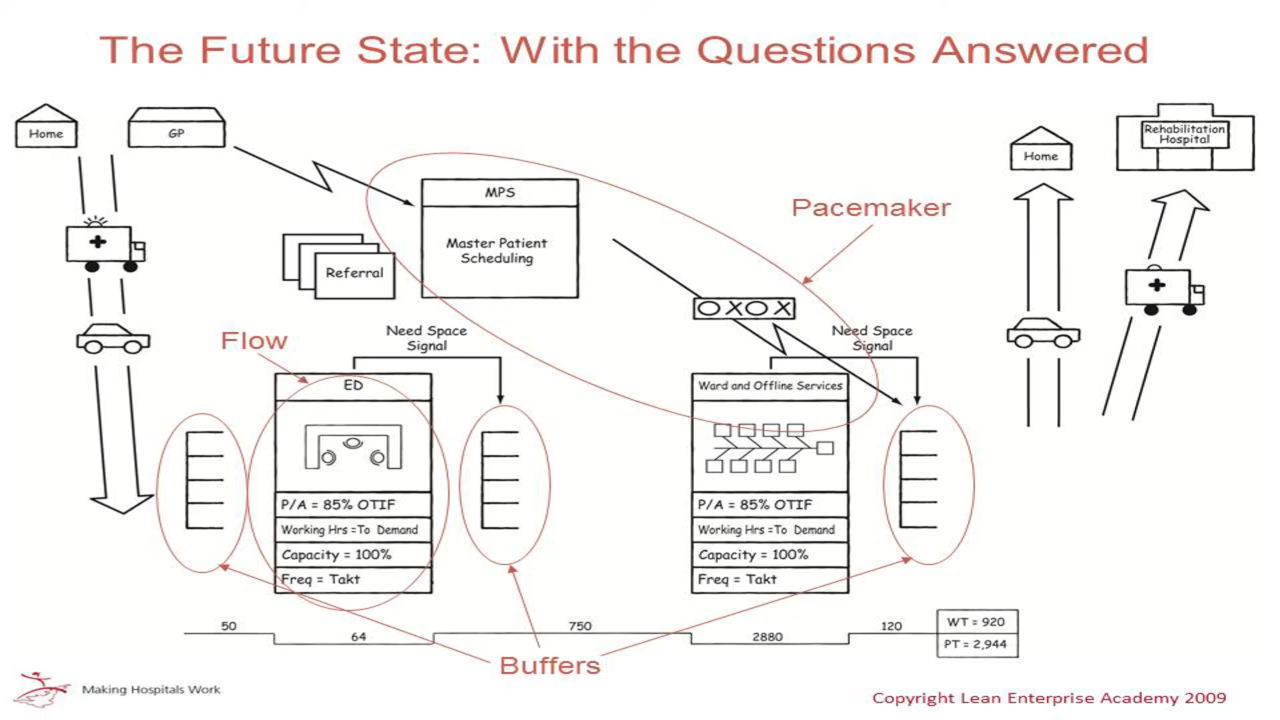 The Future State: With the Questions Answered
Home
GP
Home
Rehabilitation
Hospital
MPS
Master Patient
Scheduling
Referral
Pacemaker
OXOX
Flow
Need Space
Signal
Need Space
Signal
ED
P/A = 85% OTIF
Working Hrs =To Demand
Capacity = 100%
Freq = Takt
Ward and Offline Services
P/A = 85% OTIF
Working Hrs =To Demand
Capacity = 100%
Freq = Takt
50
64
750
2880
120
WT = 920
PT = 2,944
Buffers
Making Hospitals Work
Copyright Lean Enterprise Academy 2009